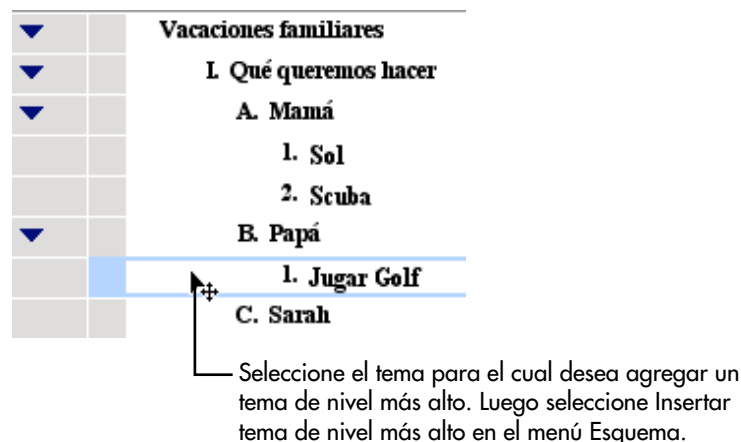 Vacaciones familiares
I. Qué queremos hacer
A. Mamá
1. Sol
2. Scuba
B. Papá
1. Jugar Golf
C. Sarah
Seleccione el tema para el cual desea agregar un
tema de nivel más alto. Luego seleccione Insertar
tema de nivel más alto en el menú Esquema.